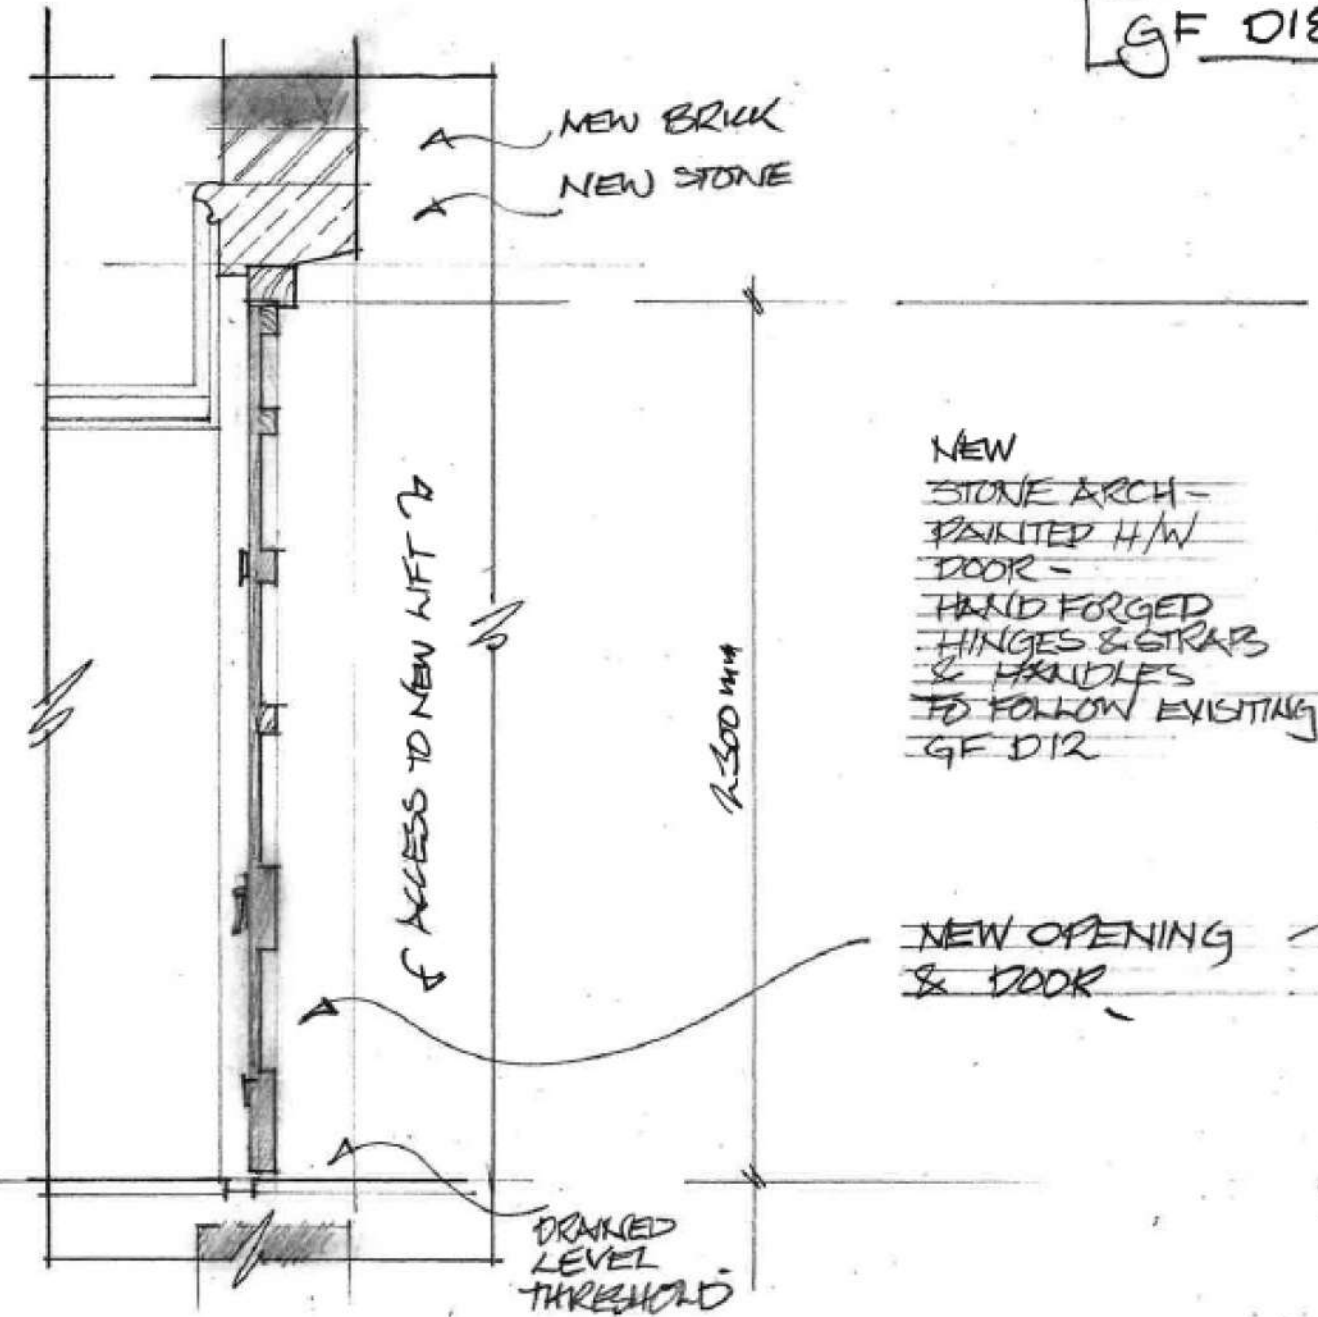 GF D18
NEW BRICK
NEW STONE
NEW
STONE ARCH -
PAINTED H/W
DOOR -
HAND FORGED
HINGES & STRAPS
& HANDLES
TO FOLLOW EXISITING
GF D12
ACCESS TO NEW LIFT
2300 mm
NEW OPENING
& DOOR
DRAINED
LEVEL
THRESHOLD